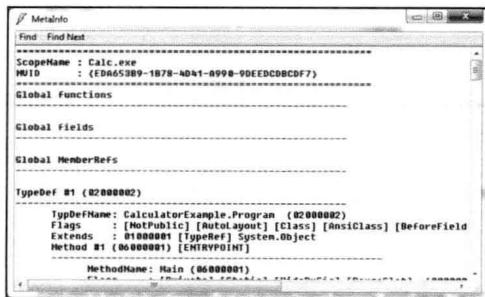 MetaInfo
Find Find Next
ScopeName : Calc.exe
MVID : {EDA653B9-1B78-4D41-A990-9DEEDCDBCDF7}
Global functions
Global fields
Global MemberRefs
TypeDef #1 (02000002)
TypDefName: CalculatorExample.Program (02000002)
Flags : [NotPublic] [AutoLayout] [Class] [AnsiClass] [BeforeField
Extends : 01000001 [TypeRef] System.Object
Method #1 (06000001) [ENTRYPOINT]
MethodName: Main (06000001)